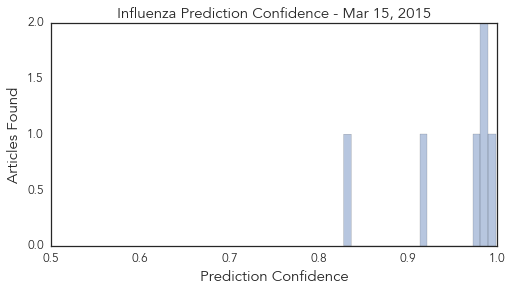 Influenza Prediction Confidence - Mar 15, 2015
2.0
1.5
1.0
0.5
0.0
Articles Found
0.5 0.6 0.7 0.8 0.9 1.0
Prediction Confidence